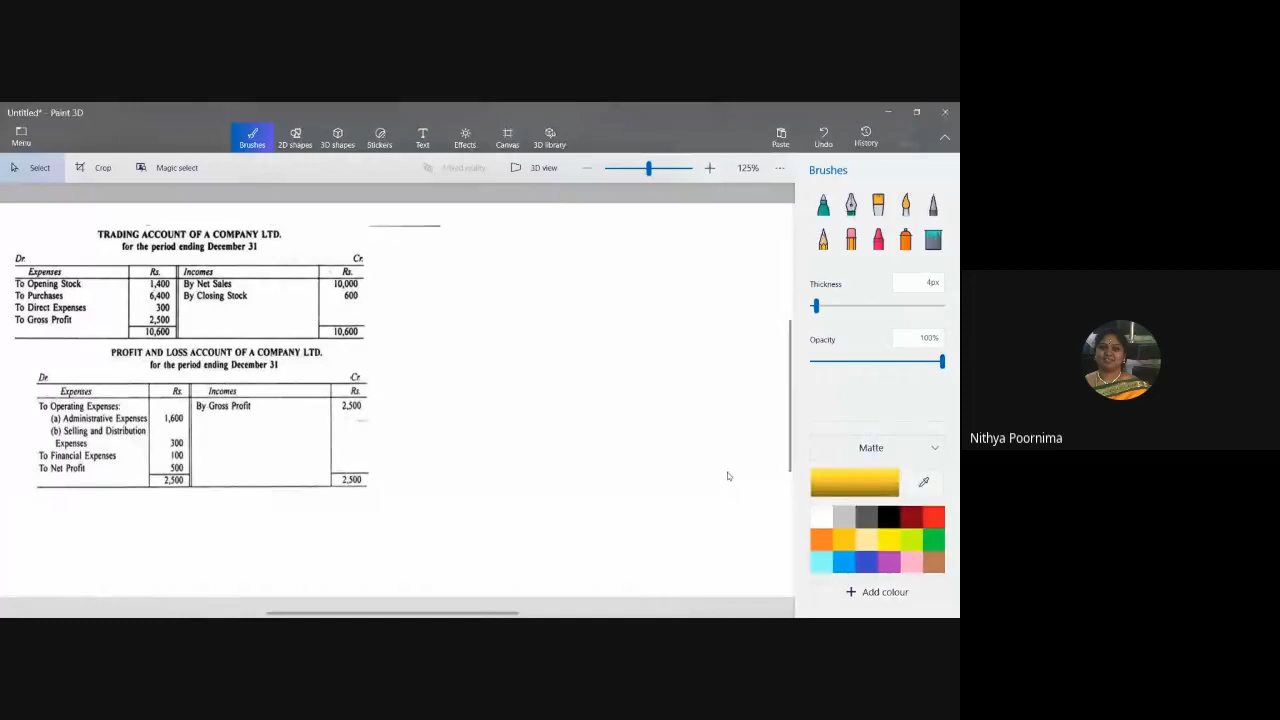 Untitled* - Paint 3D
Menu
Brushes 2D shapes 3D shapes Stickers Text Effects Canvas 3D library Paste Undo History
Select Crop Magic select Mixed reality 3D view 125%
Brushes
TRADING ACCOUNT OF A COMPANY LTD.
for the period ending December 31
Dr. Cr.
Expenses Rs. Incomes Rs.
To Opening Stock 1,400 By Net Sales 10,000
To Purchases 6,400 By Closing Stock 600
To Direct Expenses 300
To Gross Profit 2,500
10,600 10,600
PROFIT AND LOSS ACCOUNT OF A COMPANY LTD.
for the period ending December 31
Dr. Cr.
Expenses Rs. Incomes Rs.
To Operating Expenses: By Gross Profit 2,500
(a) Administrative Expenses 1,600
(b) Selling and Distribution
Expenses 300
To Financial Expenses 100
To Net Profit 500
2,500 2,500
Thickness 4px
Opacity 100%
Matte
+ Add colour
Nithya Poornima